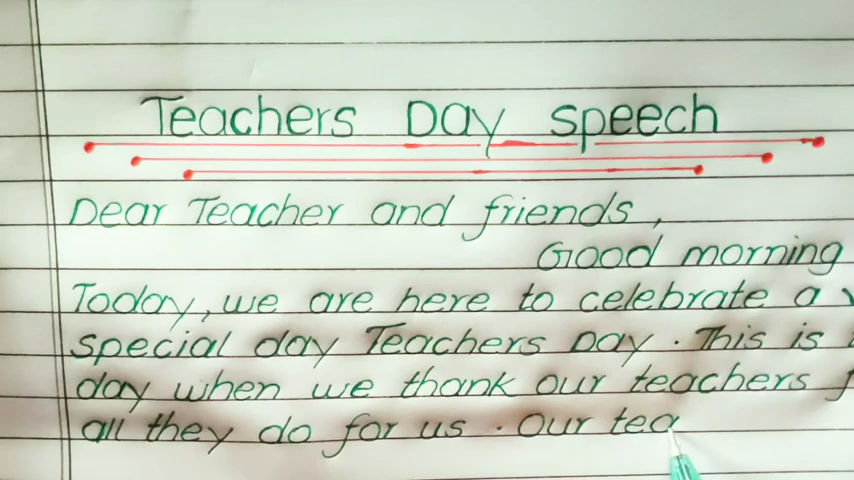 Teachers Day speech
Dear Teacher and friends,
Good morning
Today, we are here to celebrate a
special day Teachers Day. This is
day when we thank our teachers
all they do for us. Our tea